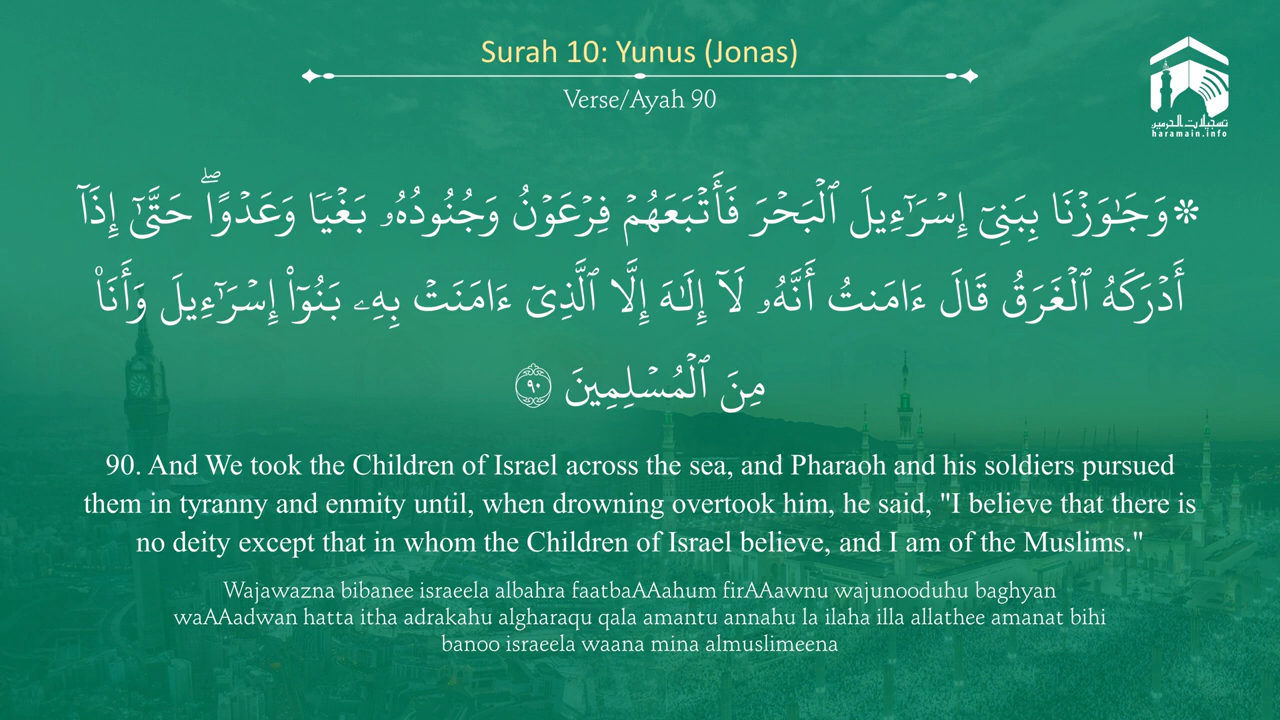 Surah 10: Yunus (Jonas)
Verse/Ayah 90
تسجيلات الحرمين
haramain.info
۞وَجَٰوَزْنَا بِبَنِىٓ إِسْرَٰٓءِيلَ ٱلْبَحْرَ فَأَتْبَعَهُمْ فِرْعَوْنُ وَجُنُودُهُۥ بَغْيًا وَعَدْوًا ۖ حَتَّىٰٓ إِذَآ
أَدْرَكَهُ ٱلْغَرَقُ قَالَ ءَامَنتُ أَنَّهُۥ لَآ إِلَٰهَ إِلَّا ٱلَّذِىٓ ءَامَنَتْ بِهِۦ بَنُوٓا۟ إِسْرَٰٓءِيلَ وَأَنَا۠
مِنَ ٱلْمُسْلِمِينَ ٩٠
90. And We took the Children of Israel across the sea, and Pharaoh and his soldiers pursued
them in tyranny and enmity until, when drowning overtook him, he said, "I believe that there is
no deity except that in whom the Children of Israel believe, and I am of the Muslims."
Wajawazna bibanee israeela albahra faatbaAAahum firAAawnu wajunooduhu baghyan
waAAadwan hatta itha adrakahu algharaqu qala amantu annahu la ilaha illa allathee amanat bihi
banoo israeela waana mina almuslimeena